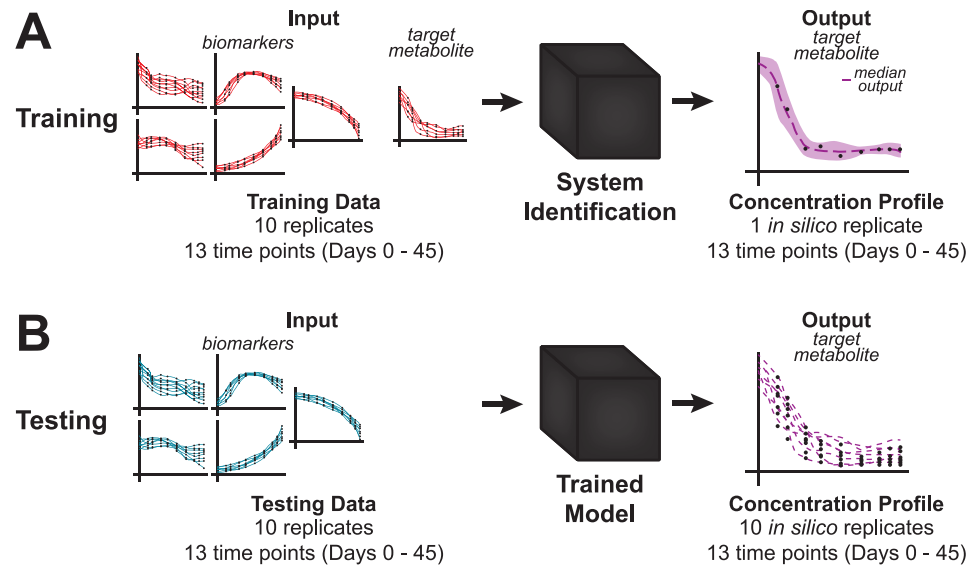 A
Training
Input
biomarkers
target
metabolite
Training Data
10 replicates
13 time points (Days 0 - 45)
System
Identification
Output
target
metabolite
median
output
Concentration Profile
1 in silico replicate
13 time points (Days 0 - 45)
B
Testing
Input
biomarkers
Testing Data
10 replicates
13 time points (Days 0 - 45)
Trained
Model
Output
target
metabolite
Concentration Profile
10 in silico replicates
13 time points (Days 0 - 45)